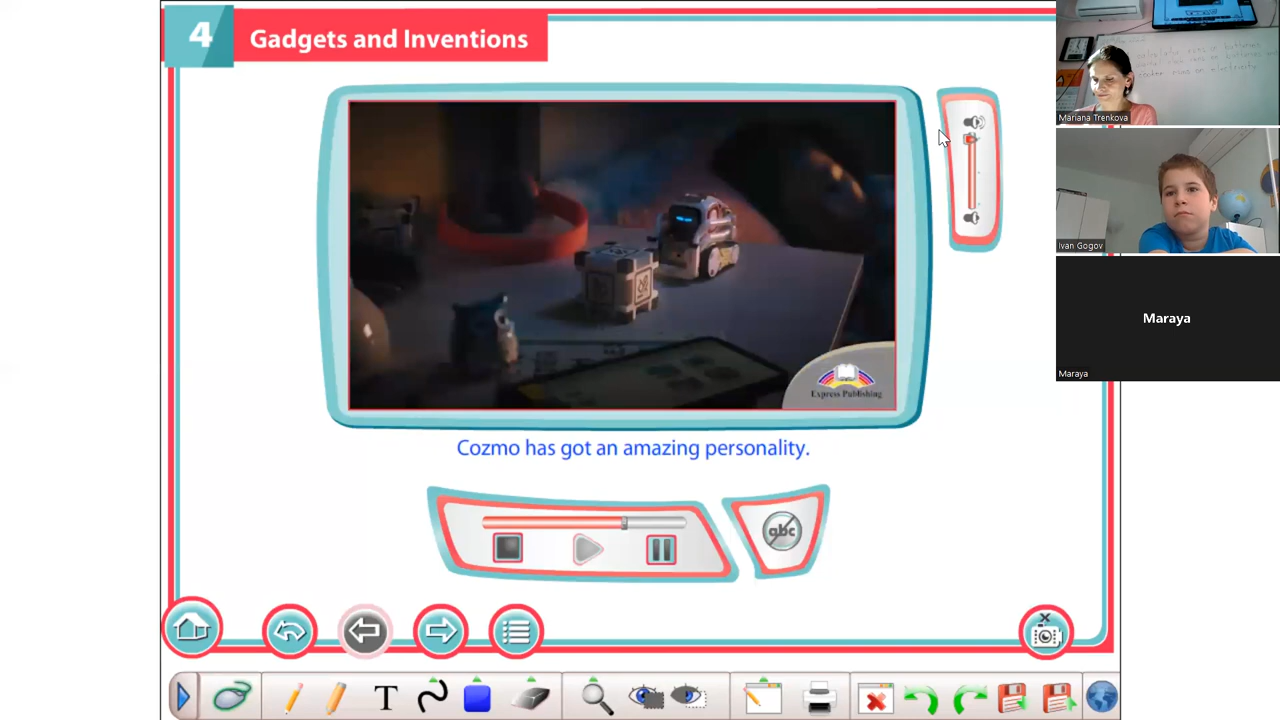 4
Gadgets and Inventions
Express Publishing
Cozmo has got an amazing personality.
abc
T
Mariana Trenkova
Ivan Gogov
Maraya
Maraya